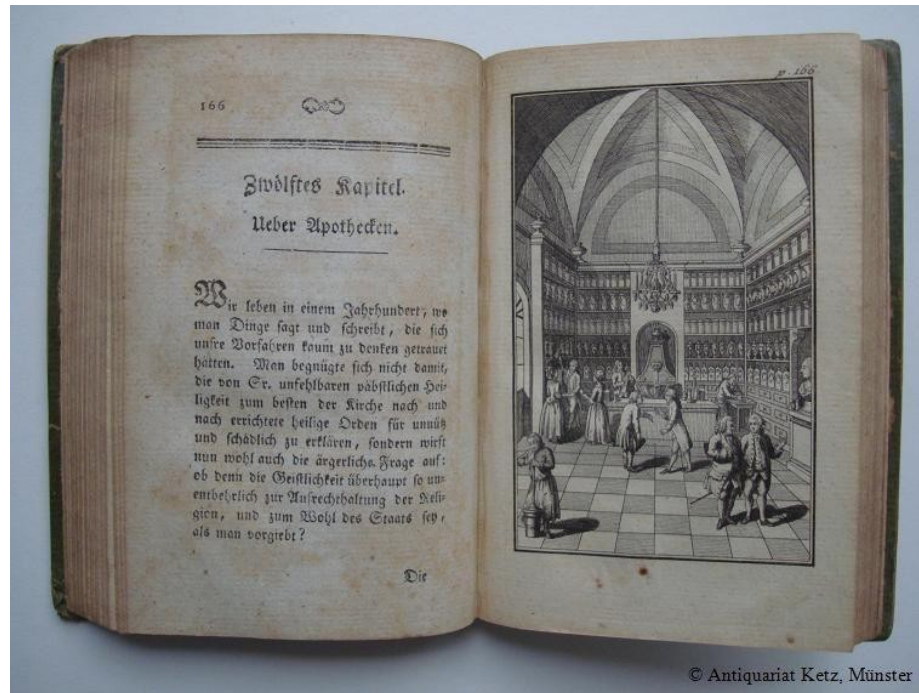 166
Zwölftes Kapitel.
Ueber Apothecken.
Wir leben in einem Jahrhundert, wo
man Dinge sagt und schreibt, die sich
unsre Vorfahren kaum zu denken getrauet
hatten. Man begnügte sich nicht damit,
die von Sr. unfehlbaren päbstlichen Hei-
ligkeit zum besten der Kirche nach und
nach errichtete heilige Orden für unnütz
und schädlich zu erklären, sondern wirft
nun wohl auch die ärgerliche Frage auf:
ob denn die Geistlichkeit überhaupt so un-
entbehrlich zur Aufrechthaltung der Reli-
gion, und zum Wohl des Staats sey,
als man vorgiebt?
Die
p. 166
© Antiquariat Ketz, Münster